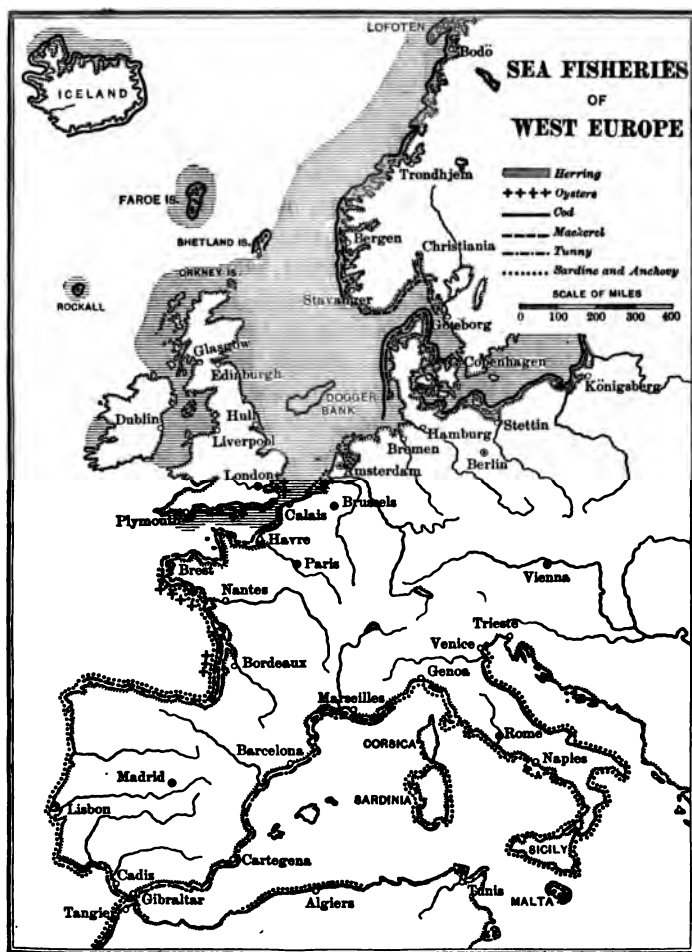 LOFOTEN
Bodö
ICELAND
SEA FISHERIES
OF
WEST EUROPE
Trondhjem
Herring
Oysters
Cod
Mackerel
Tunny
Sardine and Anchovy
SCALE OF MILES
0 100 200 300 400
FAROE IS.
SHETLAND IS.
Bergen
Christiania
ORKNEY IS.
ROCKALL
Stavanger
Göteborg
Glasgow
Edinburgh
Copenhagen
Königsberg
Dublin
Hull
DOGGER
BANK
Liverpool
Hamburg
Stettin
Bremen
Berlin
London
Amsterdam
Plymouth
Calais
Brussels
Havre
Brest
Paris
Vienna
Nantes
Trieste
Venice
Bordeaux
Genoa
Marseilles
Rome
Barcelona
CORSICA
Naples
Madrid
SARDINIA
Lisbon
SICILY
Cartegena
Cadiz
Gibraltar
Algiers
Tunis
Tangier
MALTA